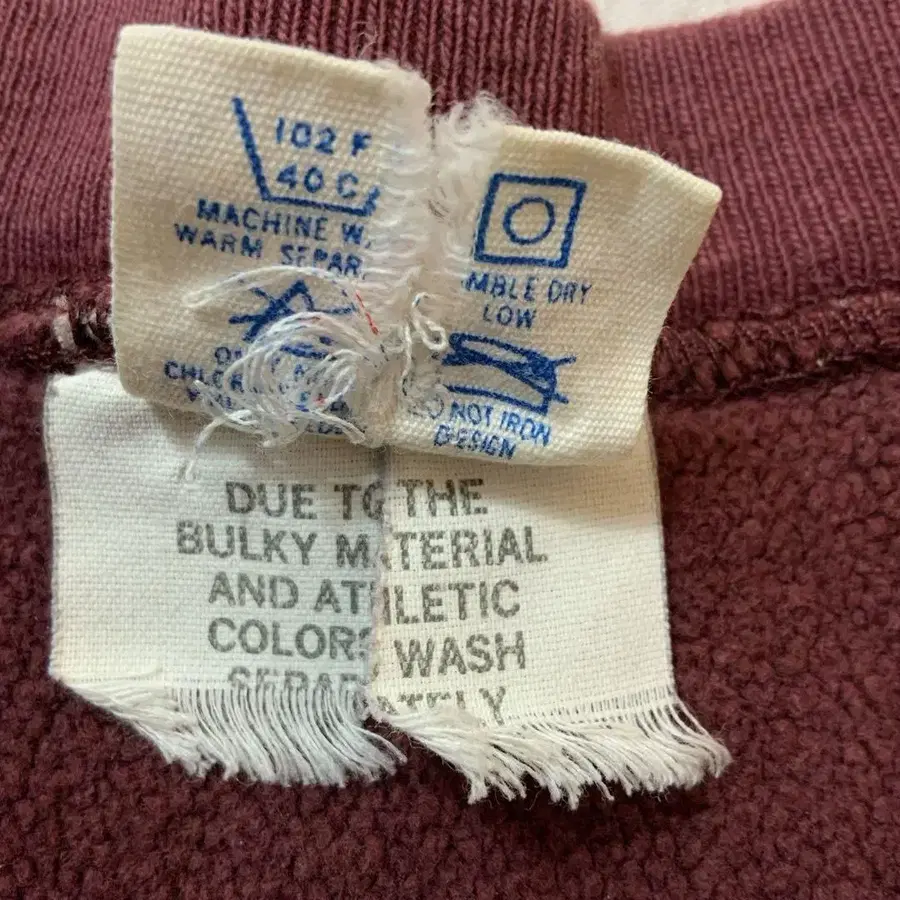 102 F
40 C
MACHINE W
WARM SEPAR
MBLE DRY
LOW
NOT IRON
DESIGN
DUE TO THE
BULKY MATERIAL
AND ATHLETIC
COLORS WASH
SEPARATELY